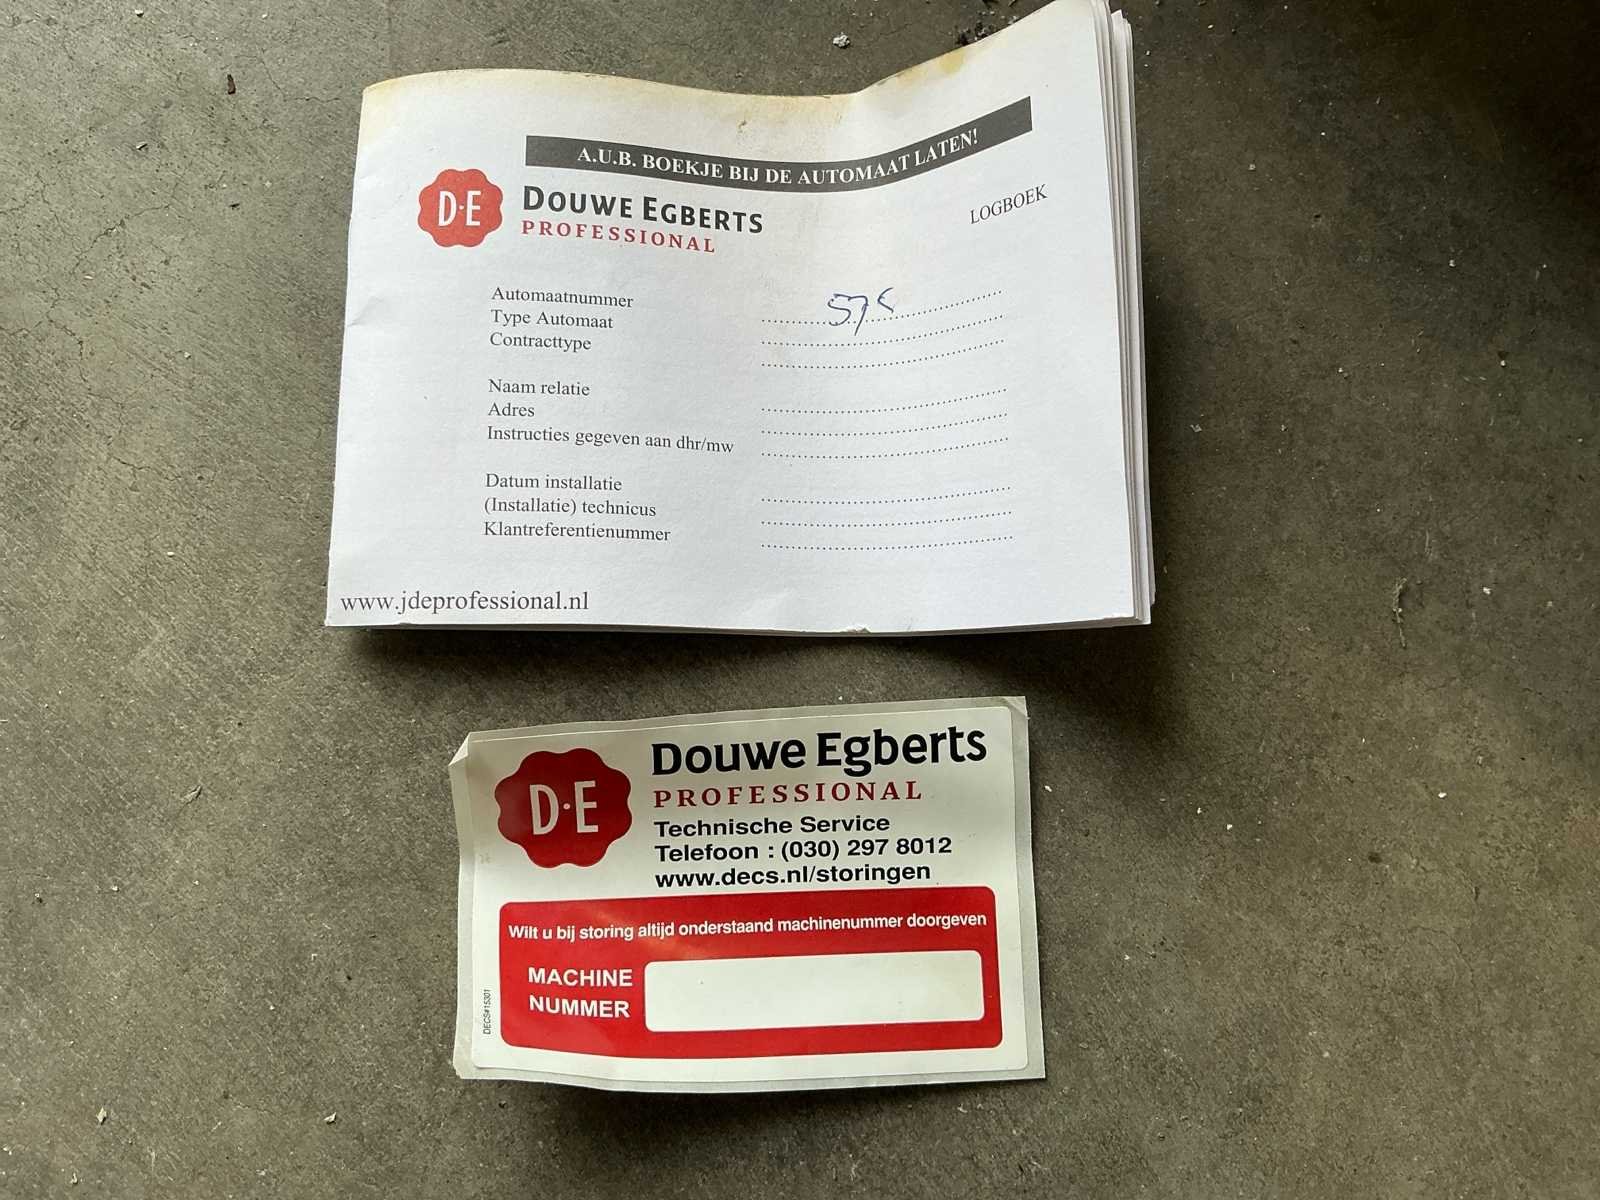 A.U.B. BOEKJE BIJ DE AUTOMAAT LATEN!
D·E DOUWE EGBERTS
PROFESSIONAL
LOGBOEK
Automaatnummer
Type Automaat
Contracttype
Naam relatie
Adres
Instructies gegeven aan dhr/mw
Datum installatie
(Installatie) technicus
Klantreferentienummer
www.jdeprofessional.nl
D·E Douwe Egberts
PROFESSIONAL
Technische Service
Telefoon : (030) 297 8012
www.decs.nl/storingen
Wilt u bij storing altijd onderstaand machinenummer doorgeven
MACHINE
NUMMER
DECS#15301